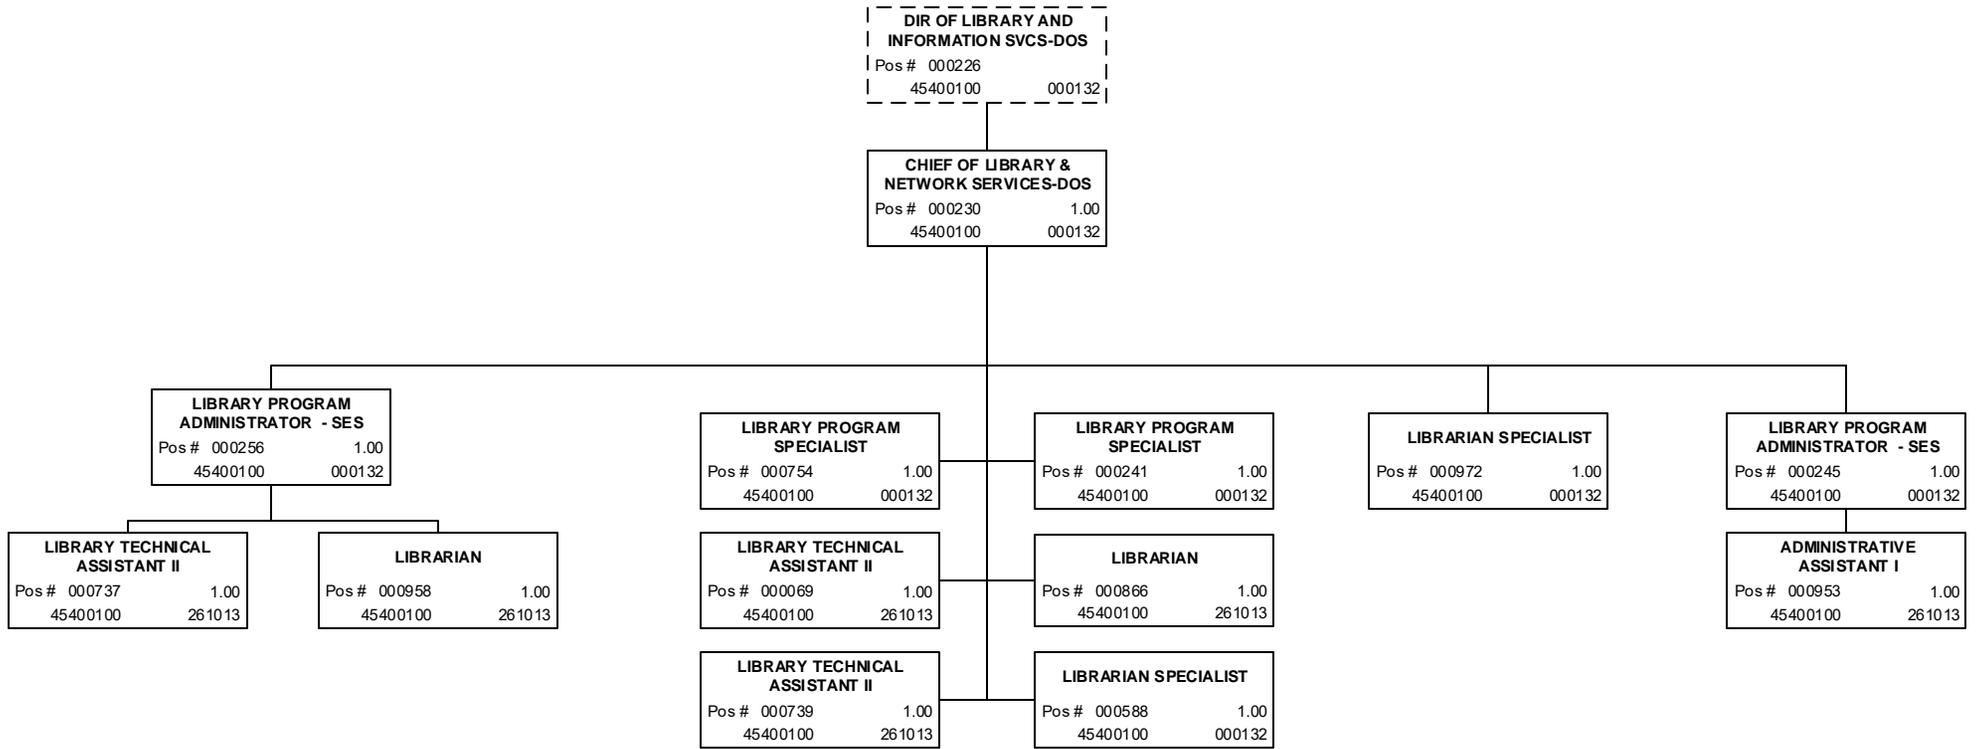 DIR OF LIBRARY AND
INFORMATION SVCS-DOS
Pos # 000226
45400100 000132
CHIEF OF LIBRARY &
NETWORK SERVICES-DOS
Pos # 000230 1.00
45400100 000132
LIBRARY PROGRAM
ADMINISTRATOR - SES
Pos # 000256 1.00
45400100 000132
LIBRARY TECHNICAL
ASSISTANT II
Pos # 000737 1.00
45400100 261013
LIBRARIAN
Pos # 000958 1.00
45400100 261013
LIBRARY PROGRAM
SPECIALIST
Pos # 000754 1.00
45400100 000132
LIBRARY PROGRAM
SPECIALIST
Pos # 000241 1.00
45400100 000132
LIBRARY TECHNICAL
ASSISTANT II
Pos # 000069 1.00
45400100 261013
LIBRARIAN
Pos # 000866 1.00
45400100 261013
LIBRARY TECHNICAL
ASSISTANT II
Pos # 000739 1.00
45400100 261013
LIBRARIAN SPECIALIST
Pos # 000588 1.00
45400100 000132
LIBRARIAN SPECIALIST
Pos # 000972 1.00
45400100 000132
LIBRARY PROGRAM
ADMINISTRATOR - SES
Pos # 000245 1.00
45400100 000132
ADMINISTRATIVE
ASSISTANT I
Pos # 000953 1.00
45400100 261013